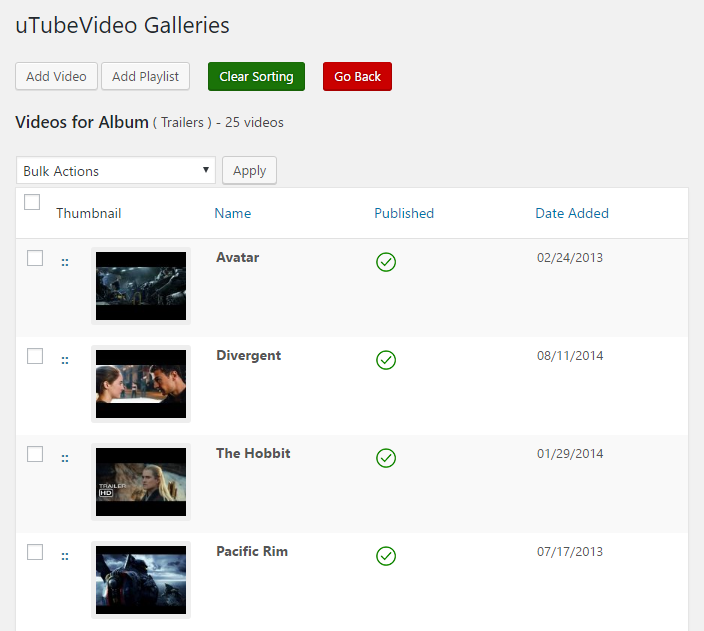 uTubeVideo Galleries
Add Video Add Playlist Clear Sorting Go Back
Videos for Album ( Trailers ) - 25 videos
Bulk Actions Apply
Thumbnail Name Published Date Added
Avatar 02/24/2013
Divergent 08/11/2014
The Hobbit 01/29/2014
TRAILER
HD
Pacific Rim 07/17/2013